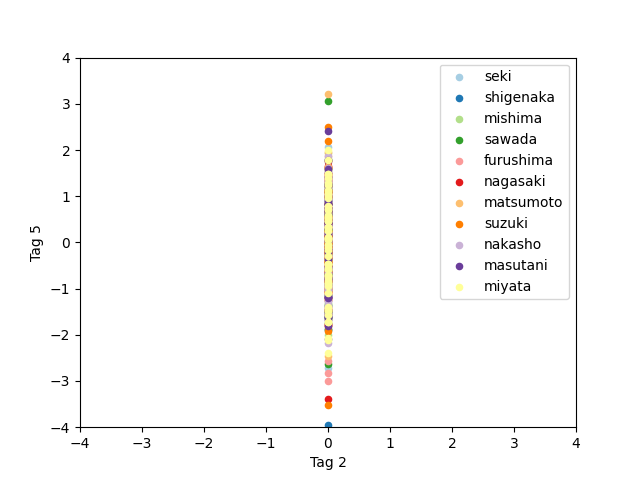 4
3
2
1
0
−1
−2
−3
−4
Tag 5
−4 −3 −2 −1 0 1 2 3 4
Tag 2
seki
shigenaka
mishima
sawada
furushima
nagasaki
matsumoto
suzuki
nakasho
masutani
miyata